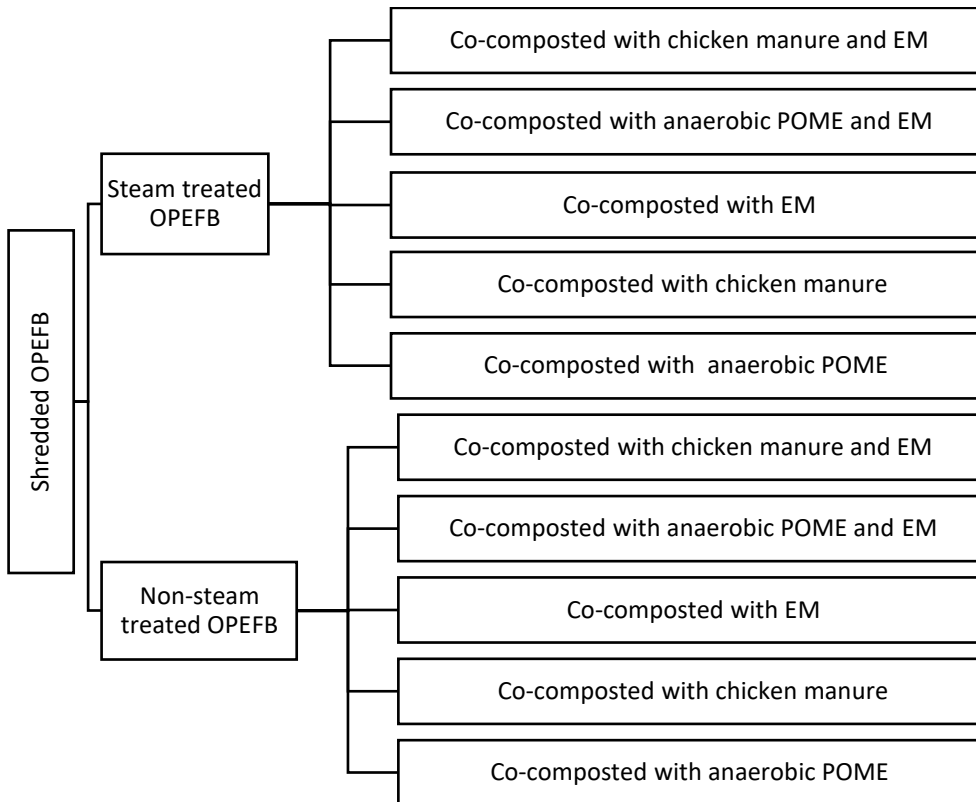 Shredded OPEFB
Steam treated
OPEFB
Co-composted with chicken manure and EM
Co-composted with anaerobic POME and EM
Co-composted with EM
Co-composted with chicken manure
Co-composted with  anaerobic POME
Non-steam
treated OPEFB
Co-composted with chicken manure and EM
Co-composted with anaerobic POME and EM
Co-composted with EM
Co-composted with chicken manure
Co-composted with anaerobic POME